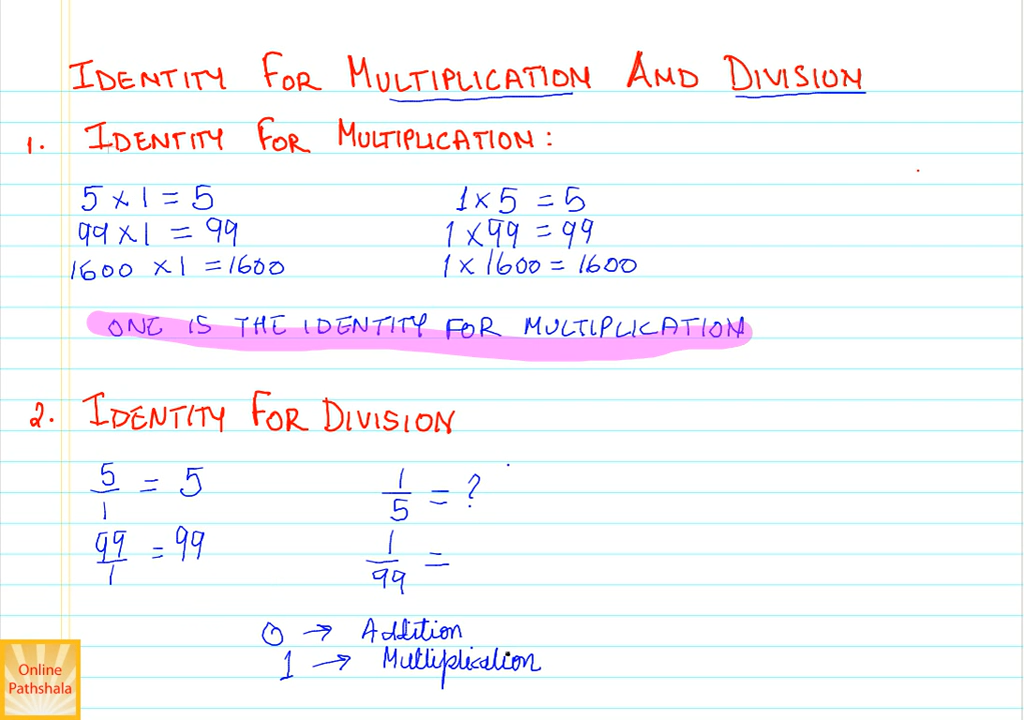 IDENTITY FOR MULTIPLICATION AND DIVISION
1. IDENTITY FOR MULTIPLICATION:
5 × 1 = 5 1 × 5 = 5
99 × 1 = 99 1 × 99 = 99
1600 × 1 = 1600 1 × 1600 = 1600
ONE IS THE IDENTITY FOR MULTIPLICATION
2. IDENTITY FOR DIVISION
5/1 = 5 1/5 = ?
99/1 = 99 1/99 =
0 → Addition
1 → Multiplication
Online
Pathshala